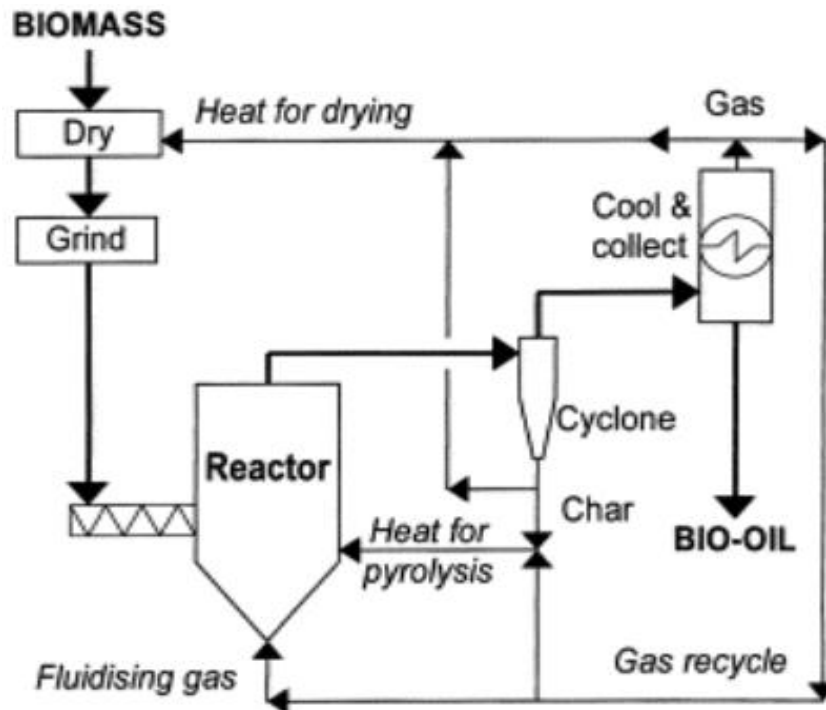 BIOMASS
Dry
Heat for drying
Gas
Grind
Cool &
collect
Reactor
Cyclone
Char
Heat for
pyrolysis
BIO-OIL
Fluidising gas
Gas recycle